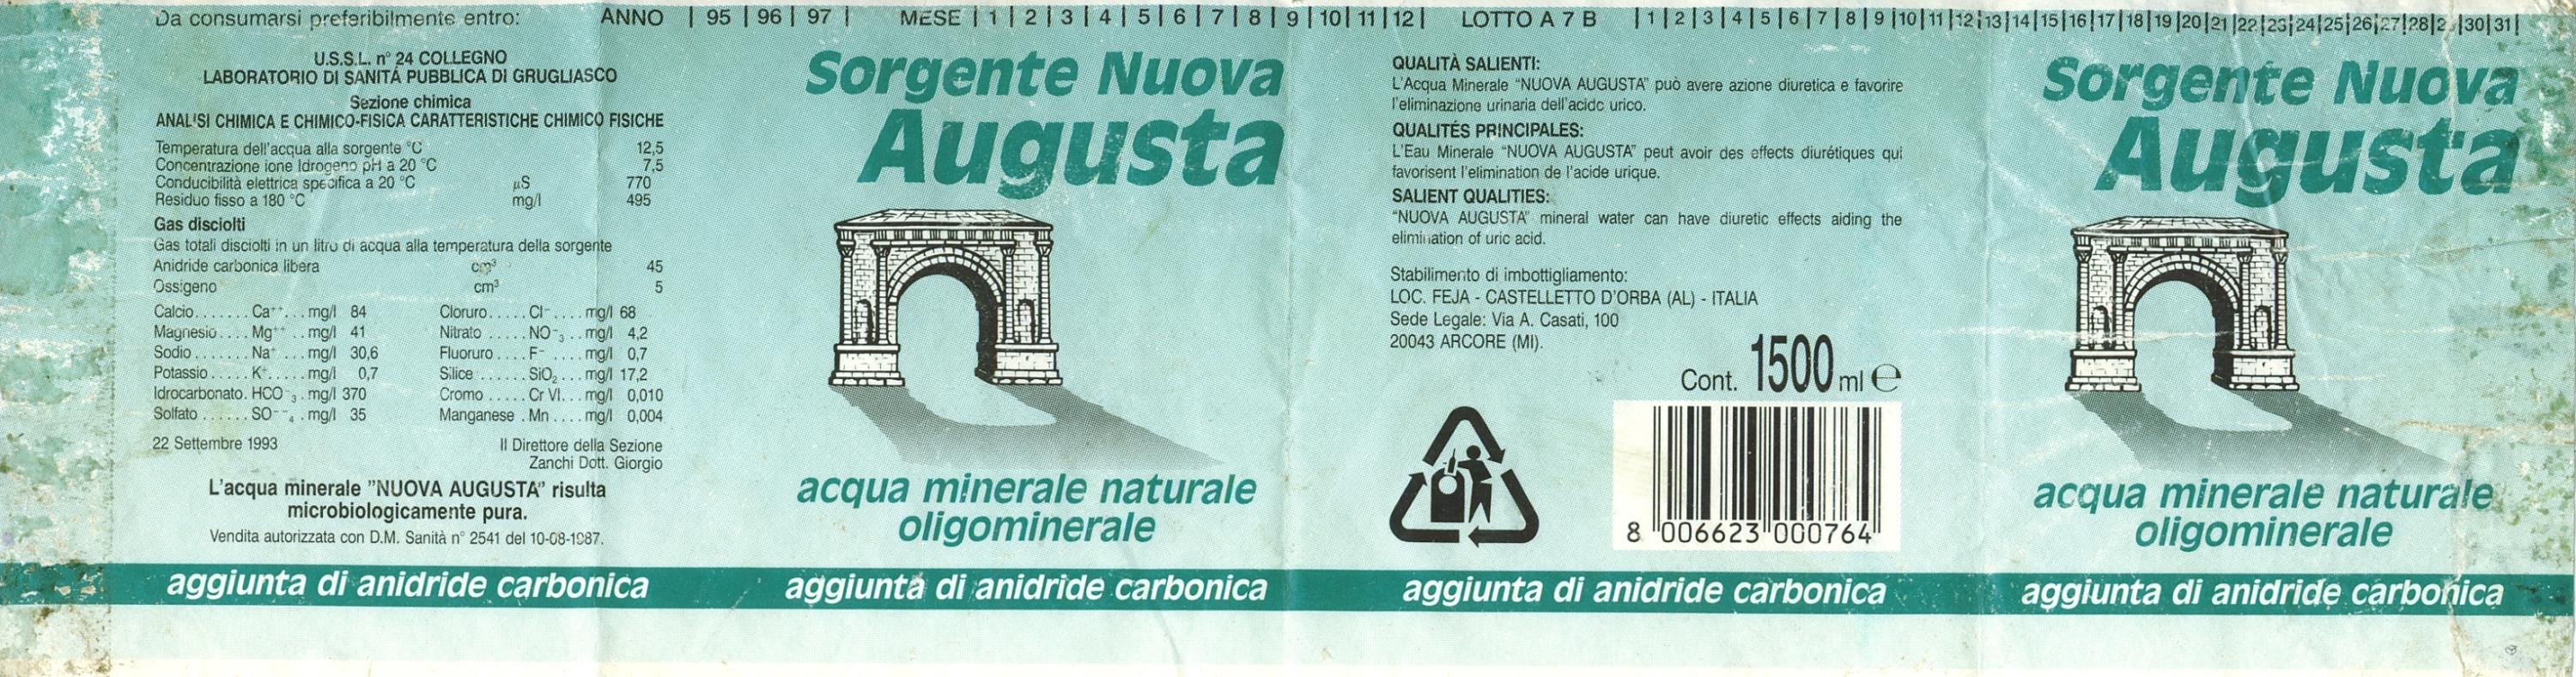 Da consumarsi preferibilmente entro: ANNO | 95 | 96 | 97 | MESE | 1 | 2 | 3 | 4 | 5 | 6 | 7 | 8 | 9 | 10 | 11 | 12 | LOTTO A 7 B | 1 | 2 | 3 | 4 | 5 | 6 | 7 | 8 | 9 | 10 | 11 | 12 | 13 | 14 | 15 | 16 | 17 | 18 | 19 | 20 | 21 | 22 | 23 | 24 | 25 | 26 | 27 | 28 | 2 | 30 | 31 |
U.S.S.L. n° 24 COLLEGNO
LABORATORIO DI SANITÁ PUBBLICA DI GRUGLIASCO
Sezione chimica
ANALISI CHIMICA E CHIMICO-FISICA CARATTERISTICHE CHIMICO FISICHE
Temperatura dell'acqua alla sorgente °C 12,5
Concentrazione ione Idrogeno pH a 20 °C 7,5
Conducibilità elettrica specifica a 20 °C µS 770
Residuo fisso a 180 °C mg/l 495
Gas disciolti
Gas totali disciolti in un litro di acqua alla temperatura della sorgente
Anidride carbonica libera cm³ 45
Ossigeno cm³ 5
Calcio....... Ca⁺⁺... mg/l 84 Cloruro..... Cl⁻.... mg/l 68
Magnesio.... Mg⁺⁺ .. mg/l 41 Nitrato ..... NO⁻₃ .. mg/l 4,2
Sodio....... Na⁺ ... mg/l 30,6 Fluoruro.... F⁻ .... mg/l 0,7
Potassio..... K⁺..... mg/l 0,7 Silice ...... SiO₂... mg/l 17,2
Idrocarbonato. HCO⁻₃ . mg/l 370 Cromo ..... Cr VI... mg/l 0,010
Solfato ...... SO⁻⁻₄ . mg/l 35 Manganese . Mn .... mg/l 0,004
22 Settembre 1993 Il Direttore della Sezione
Zanchi Dott. Giorgio
L'acqua minerale "NUOVA AUGUSTA" risulta
microbiologicamente pura.
Vendita autorizzata con D.M. Sanità n° 2541 del 10-08-1987.
aggiunta di anidride carbonica
Sorgente Nuova
Augusta
acqua minerale naturale
oligominerale
aggiunta di anidride carbonica
QUALITÀ SALIENTI:
L'Acqua Minerale "NUOVA AUGUSTA" può avere azione diuretica e favorire
l'eliminazione urinaria dell'acido urico.
QUALITÉS PRINCIPALES:
L'Eau Minerale "NUOVA AUGUSTA" peut avoir des effects diurétiques qui
favorisent l'elimination de l'acide urique.
SALIENT QUALITIES:
"NUOVA AUGUSTA" mineral water can have diuretic effects aiding the
elimination of uric acid.
Stabilimento di imbottigliamento:
LOC. FEJA - CASTELLETTO D'ORBA (AL) - ITALIA
Sede Legale: Via A. Casati, 100
20043 ARCORE (MI).
Cont. 1500 ml ℮
8 006623 000764
aggiunta di anidride carbonica
Sorgente Nuova
Augusta
acqua minerale naturale
oligominerale
aggiunta di anidride carbonica